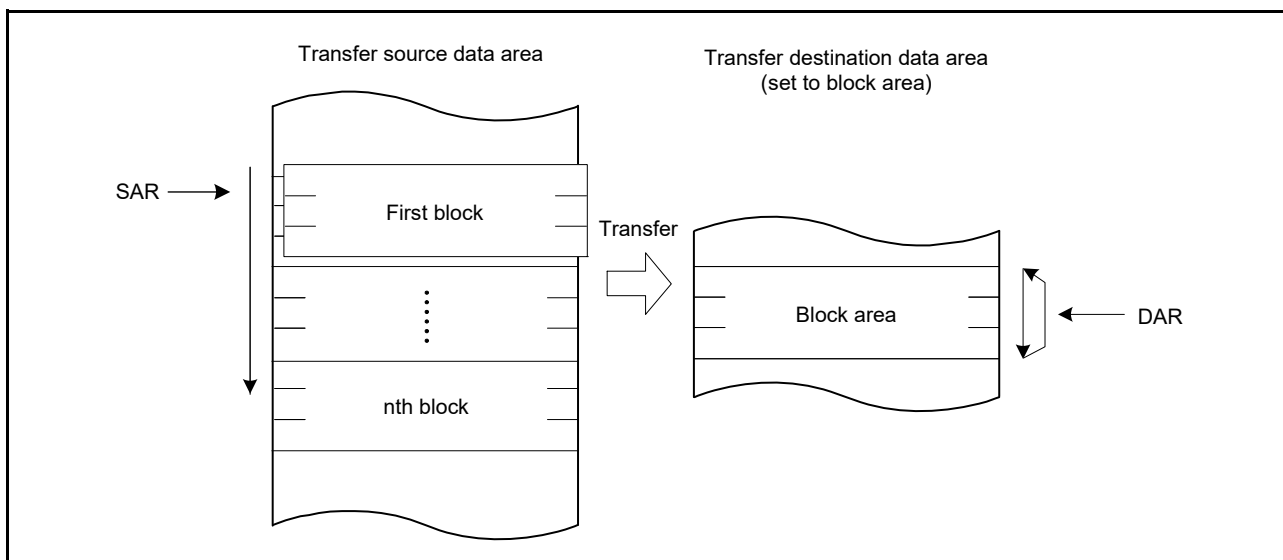 Transfer source data area
Transfer destination data area
(set to block area)
SAR
First block
Transfer
Block area
DAR
nth block